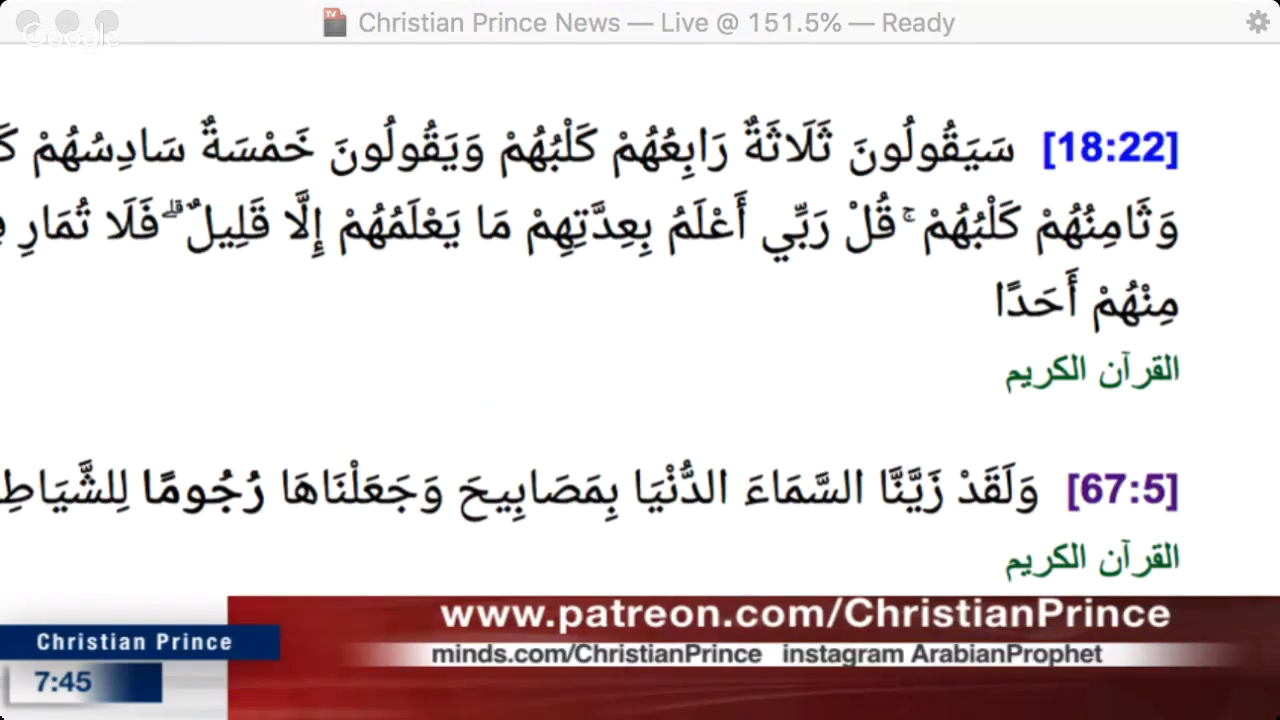 Christian Prince News — Live @ 151.5% — Ready
Google
[18:22] سَيَقُولُونَ ثَلَاثَةٌ رَابِعُهُمْ كَلْبُهُمْ وَيَقُولُونَ خَمْسَةٌ سَادِسُهُمْ
وَثَامِنُهُمْ كَلْبُهُمْ ۚ قُلْ رَبِّي أَعْلَمُ بِعِدَّتِهِمْ مَا يَعْلَمُهُمْ إِلَّا قَلِيلٌ ۗ فَلَا تُمَارِ
مِنْهُمْ أَحَدًا
القرآن الكريم
[67:5] وَلَقَدْ زَيَّنَّا السَّمَاءَ الدُّنْيَا بِمَصَابِيحَ وَجَعَلْنَاهَا رُجُومًا
القرآن الكريم
www.patreon.com/ChristianPrince
Christian Prince
minds.com/ChristianPrince instagram ArabianProphet
7:45